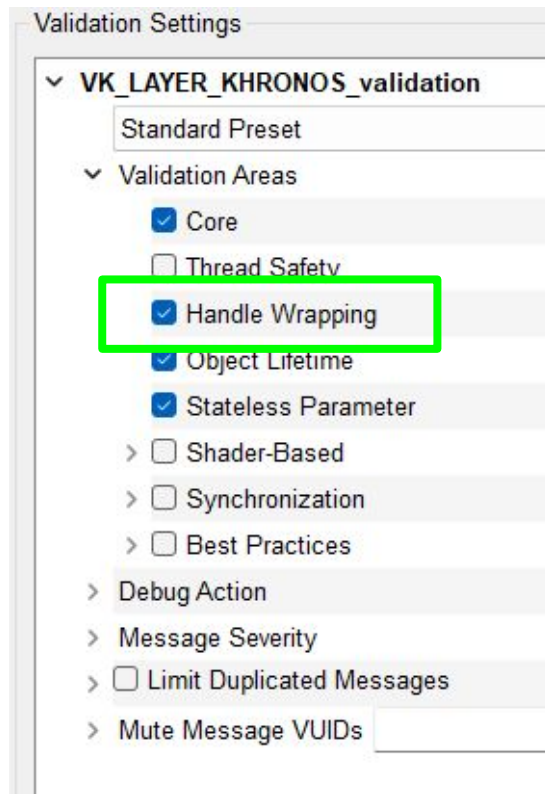 Validation Settings
VK_LAYER_KHRONOS_validation
Standard Preset
Validation Areas
Core
Thread Safety
Handle Wrapping
Object Lifetime
Stateless Parameter
Shader-Based
Synchronization
Best Practices
Debug Action
Message Severity
Limit Duplicated Messages
Mute Message VUIDs